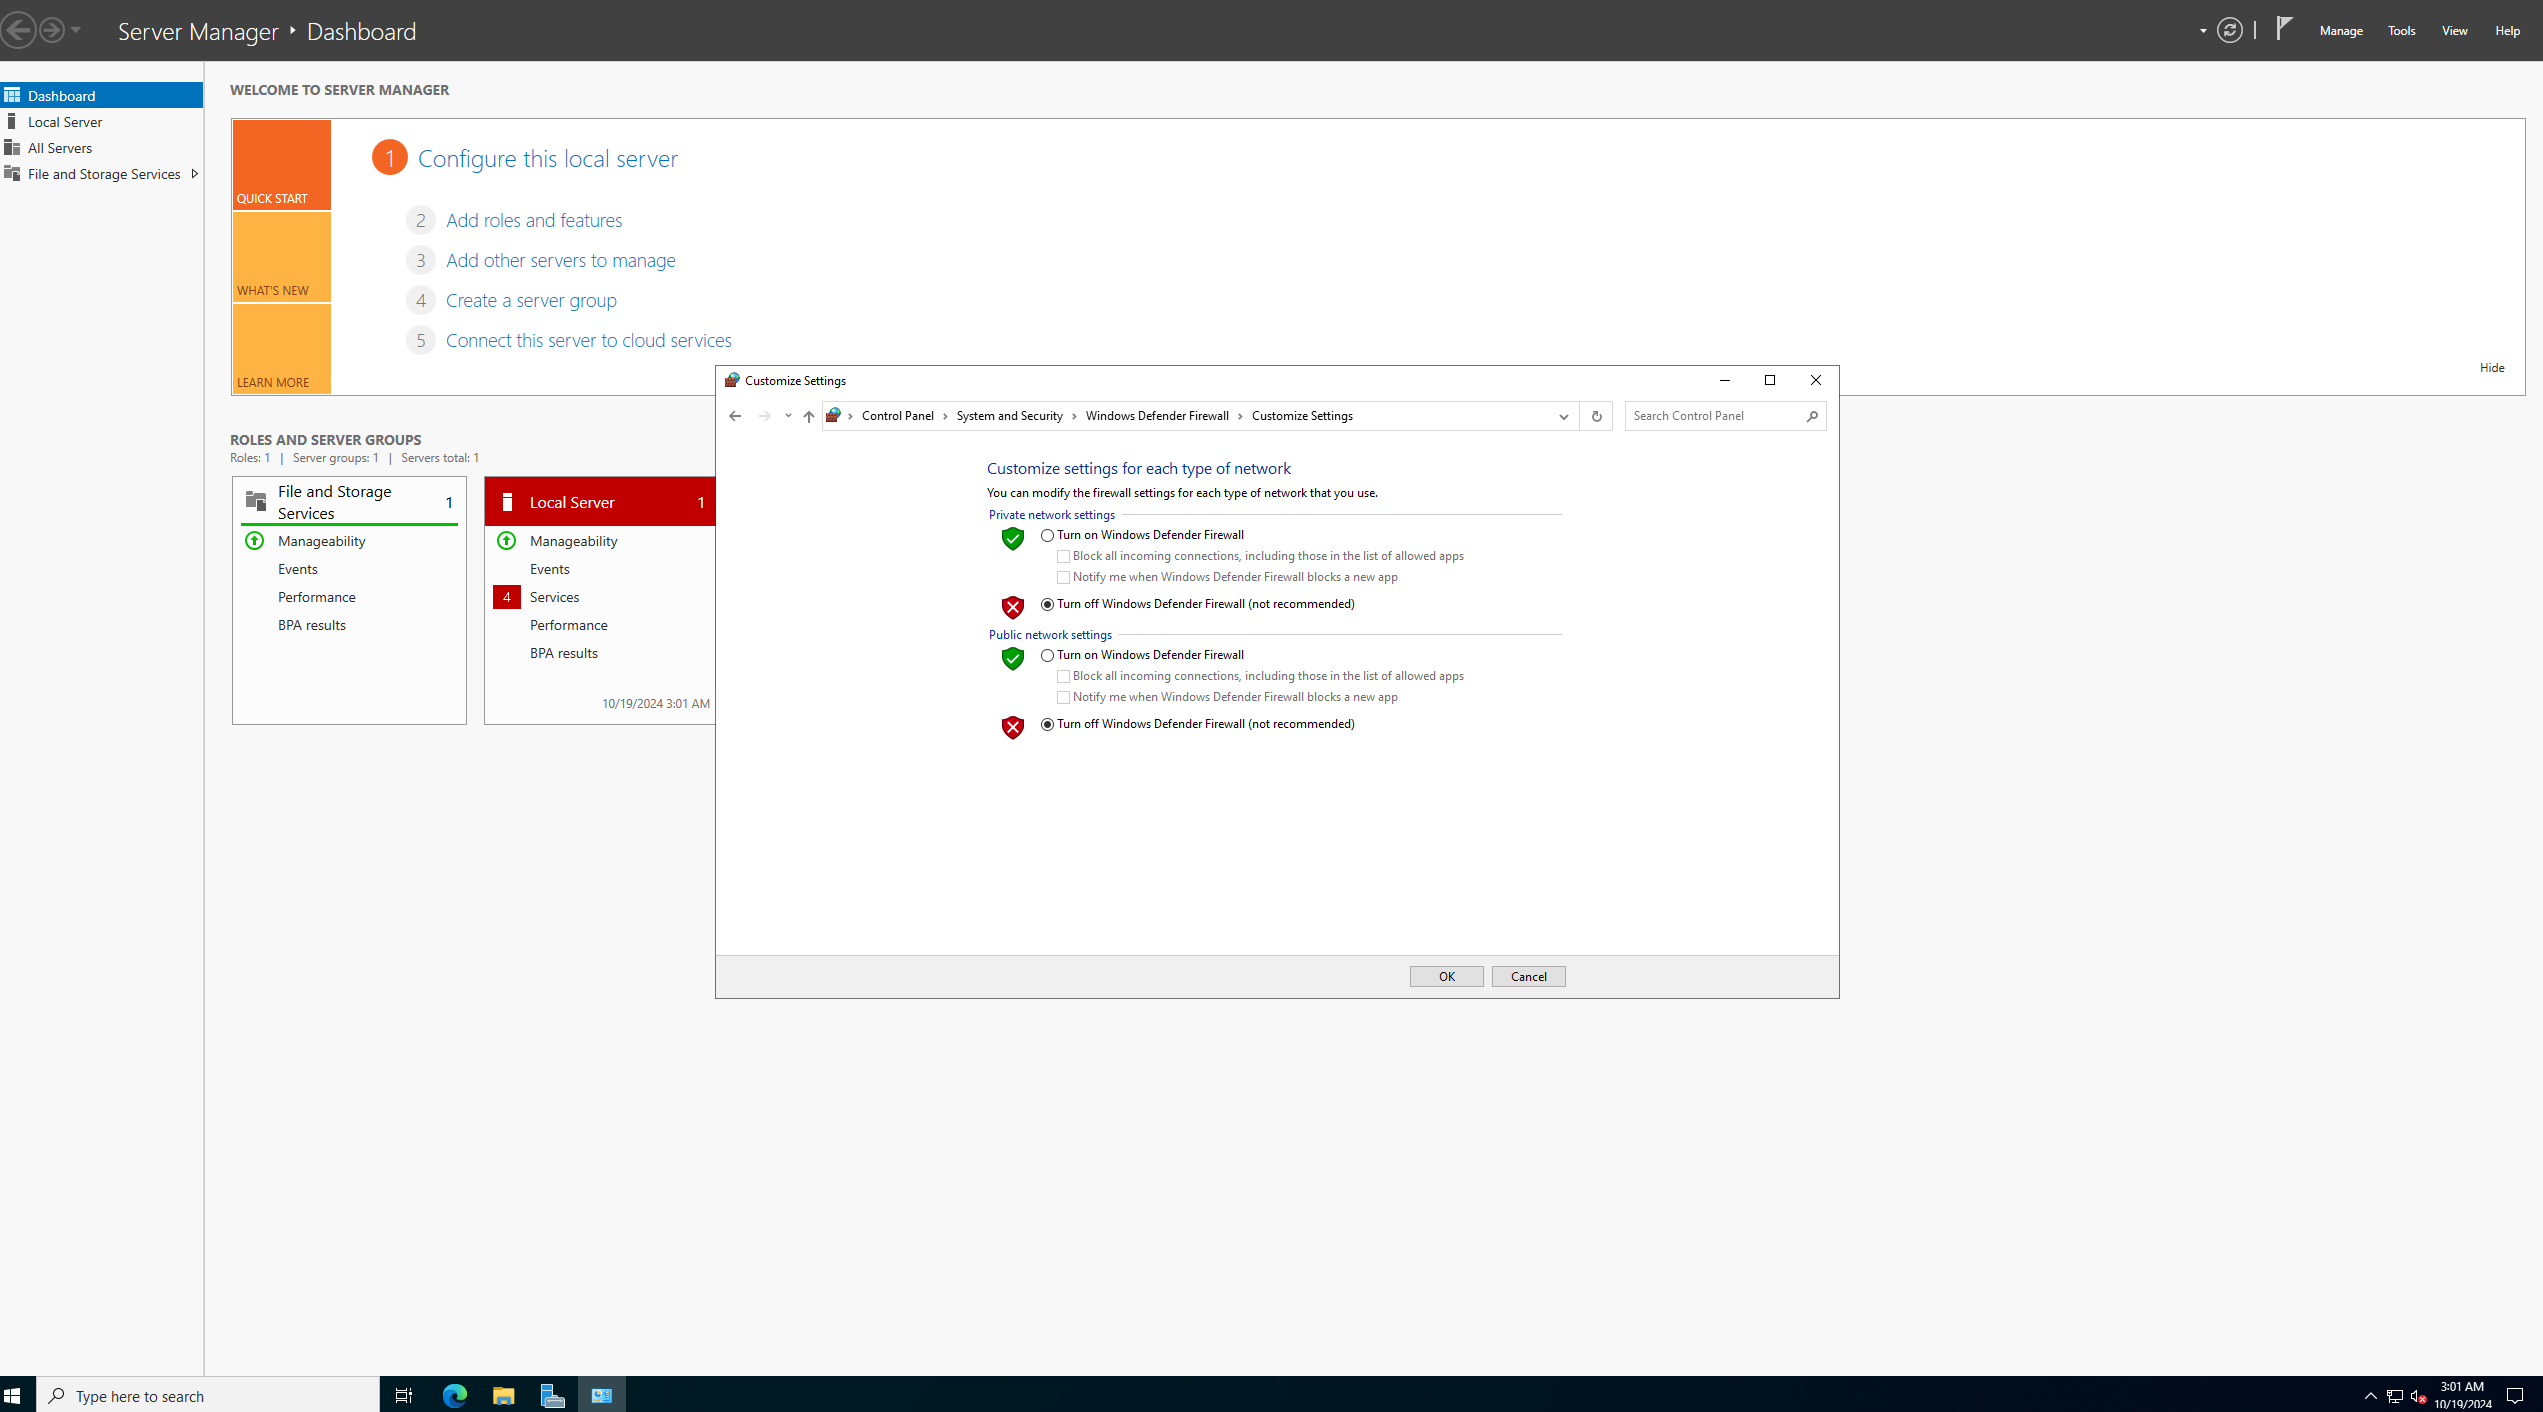 Server Manager
Dashboard
Manage
Tools
View
Help
Dashboard
Local Server
All Servers
File and Storage Services
WELCOME TO SERVER MANAGER
QUICK START
WHAT'S NEW
LEARN MORE
1 Configure this local server
2 Add roles and features
3 Add other servers to manage
4 Create a server group
5 Connect this server to cloud services
Hide
ROLES AND SERVER GROUPS
Roles: 1 | Server groups: 1 | Servers total: 1
File and Storage
Services
1
Manageability
Events
Performance
BPA results
Local Server 1
Manageability
Events
4 Services
Performance
BPA results
10/19/2024 3:01 AM
Customize Settings
Control Panel
System and Security
Windows Defender Firewall
Customize Settings
Search Control Panel
Customize settings for each type of network
You can modify the firewall settings for each type of network that you use.
Private network settings
Turn on Windows Defender Firewall
Block all incoming connections, including those in the list of allowed apps
Notify me when Windows Defender Firewall blocks a new app
Turn off Windows Defender Firewall (not recommended)
Public network settings
Turn on Windows Defender Firewall
Block all incoming connections, including those in the list of allowed apps
Notify me when Windows Defender Firewall blocks a new app
Turn off Windows Defender Firewall (not recommended)
OK
Cancel
Type here to search
3:01 AM
10/19/2024